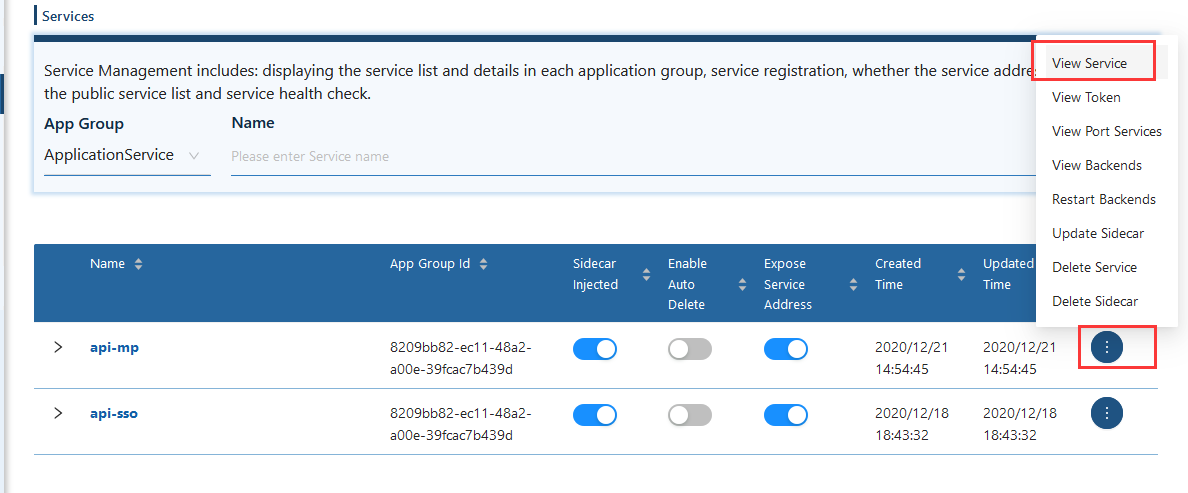 Services
Service Management includes: displaying the service list and details in each application group, service registration, whether the service
the public service list and service health check.
App Group
Name
ApplicationService
Please enter Service name
View Service
View Token
View Port Services
View Backends
Restart Backends
Update Sidecar
Delete Service
Delete Sidecar
Name
App Group Id
Sidecar
Injected
Enable
Auto
Delete
Expose
Service
Address
Created
Time
Updated
Time
api-mp
8209bb82-ec11-48a2-
a00e-39fcac7b439d
2020/12/21
14:54:45
2020/12/21
14:54:45
api-sso
8209bb82-ec11-48a2-
a00e-39fcac7b439d
2020/12/18
18:43:32
2020/12/18
18:43:32